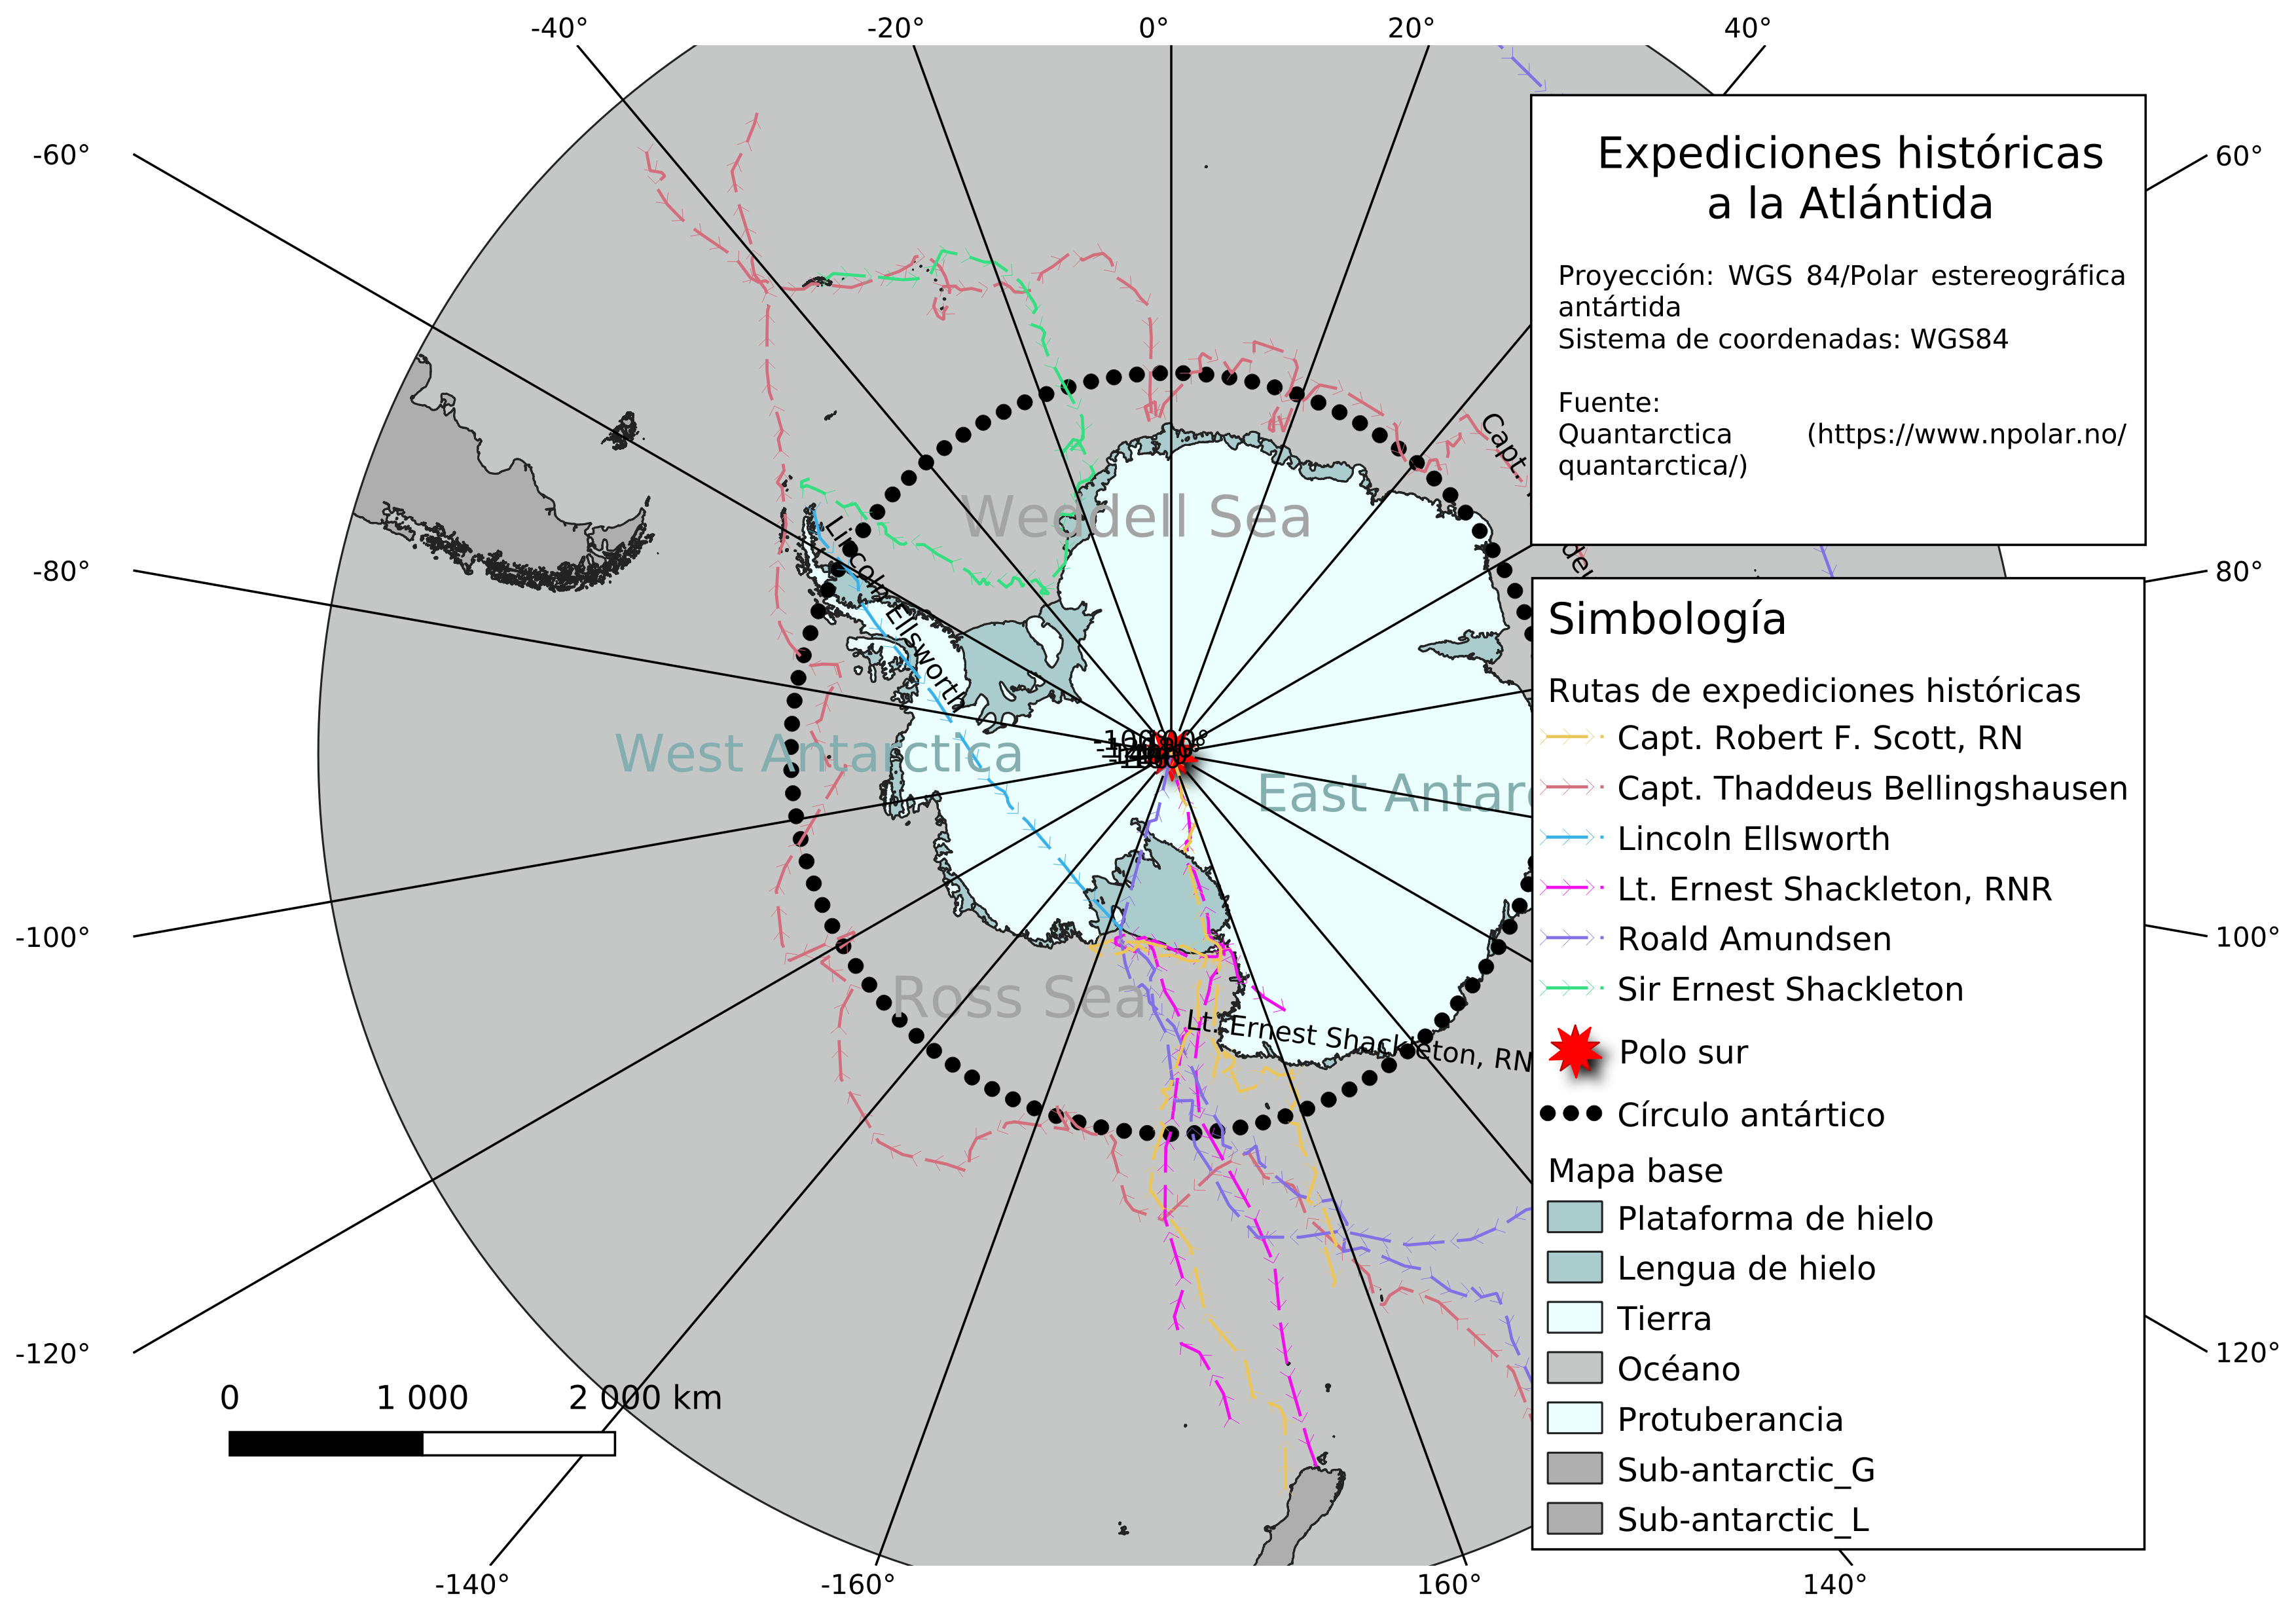 -40°
-20°
0°
20°
40°
-60°
60°
Expediciones históricas
a la Atlántida
Proyección: WGS 84/Polar estereográfica
antártida
Sistema de coordenadas: WGS84
Fuente:
Quantarctica (https://www.npolar.no/
quantarctica/)
Capt.
Weddell Sea
Lincoln Ellsworth
-80°
80°
Simbología
Rutas de expediciones históricas
Capt. Robert F. Scott, RN
Capt. Thaddeus Bellingshausen
Lincoln Ellsworth
Lt. Ernest Shackleton, RNR
Roald Amundsen
Sir Ernest Shackleton
Polo sur
Círculo antártico
Mapa base
Plataforma de hielo
Lengua de hielo
Tierra
Océano
Protuberancia
Sub-antarctic_G
Sub-antarctic_L
West Antarctica
East Antarc
-100°
100°
Ross Sea
Lt. Ernest Shackleton, RN
-120°
120°
0 1 000 2 000 km
-140°
-160°
160°
140°